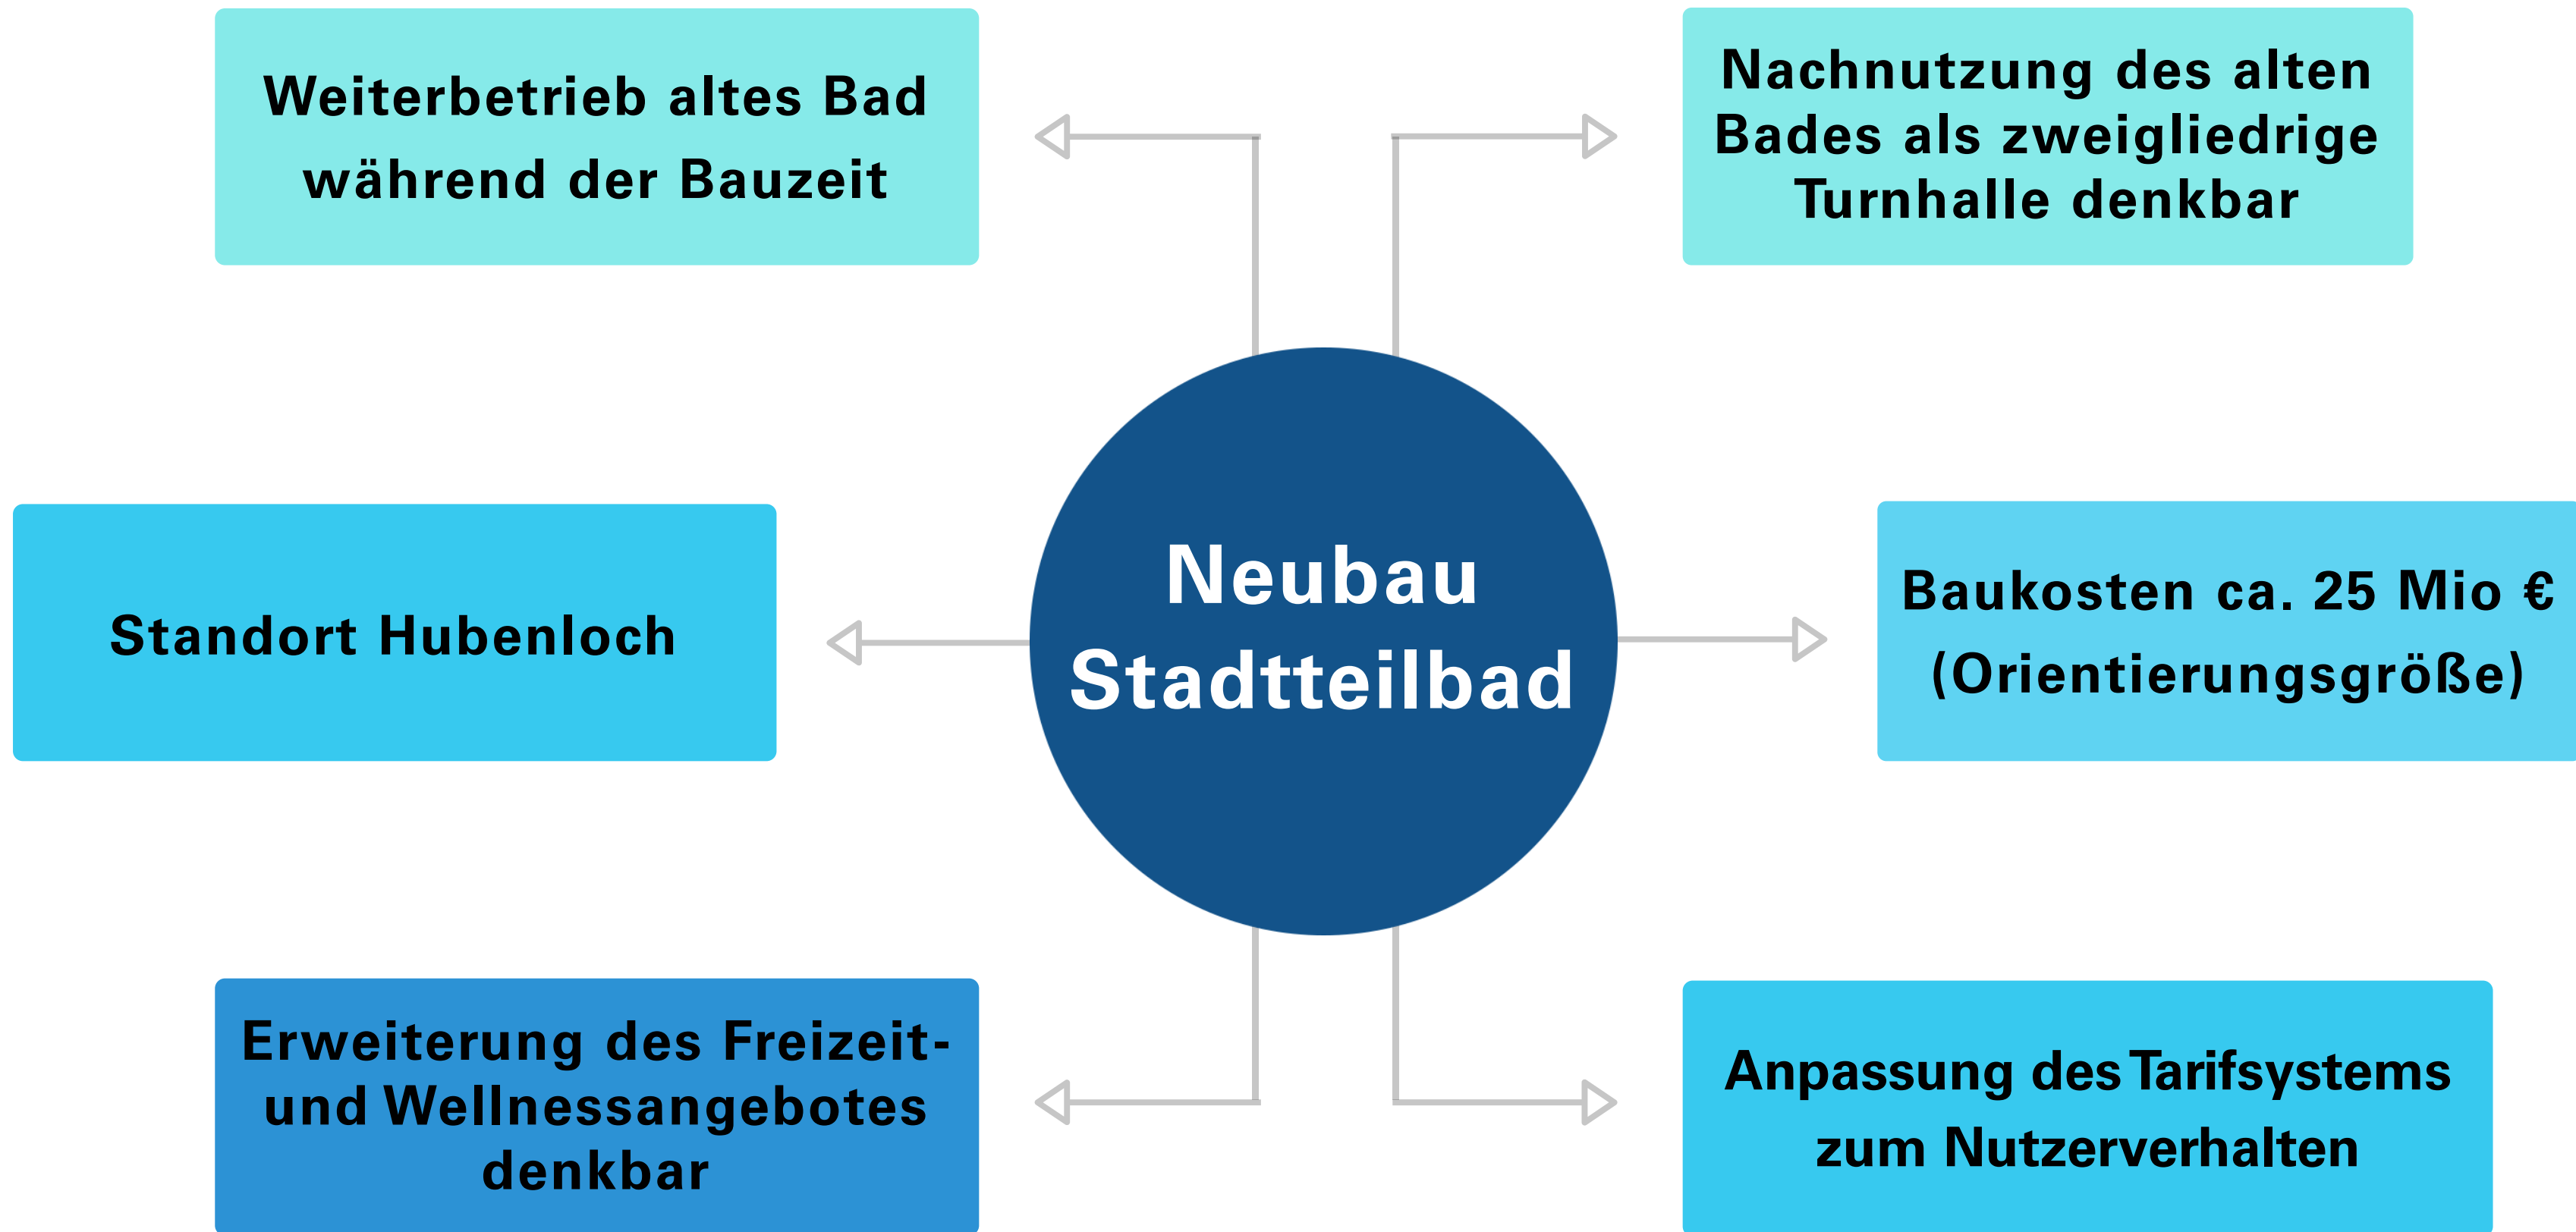 Weiterbetrieb altes Bad
während der Bauzeit
Nachnutzung des alten
Bades als zweigliedrige
Turnhalle denkbar
Standort Hubenloch
Neubau
Stadtteilbad
Baukosten ca. 25 Mio €
(Orientierungsgröße)
Erweiterung des Freizeit-
und Wellnessangebotes
denkbar
Anpassung des Tarifsystems
zum Nutzerverhalten